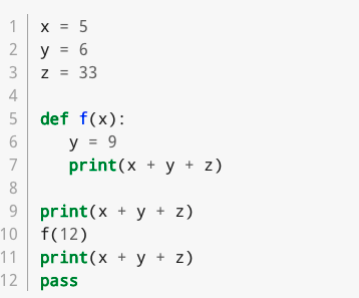 1 x = 5
2 y = 6
3 z = 33
4
5 def f(x):
6     y = 9
7     print(x + y + z)
8
9 print(x + y + z)
10 f(12)
11 print(x + y + z)
12 pass